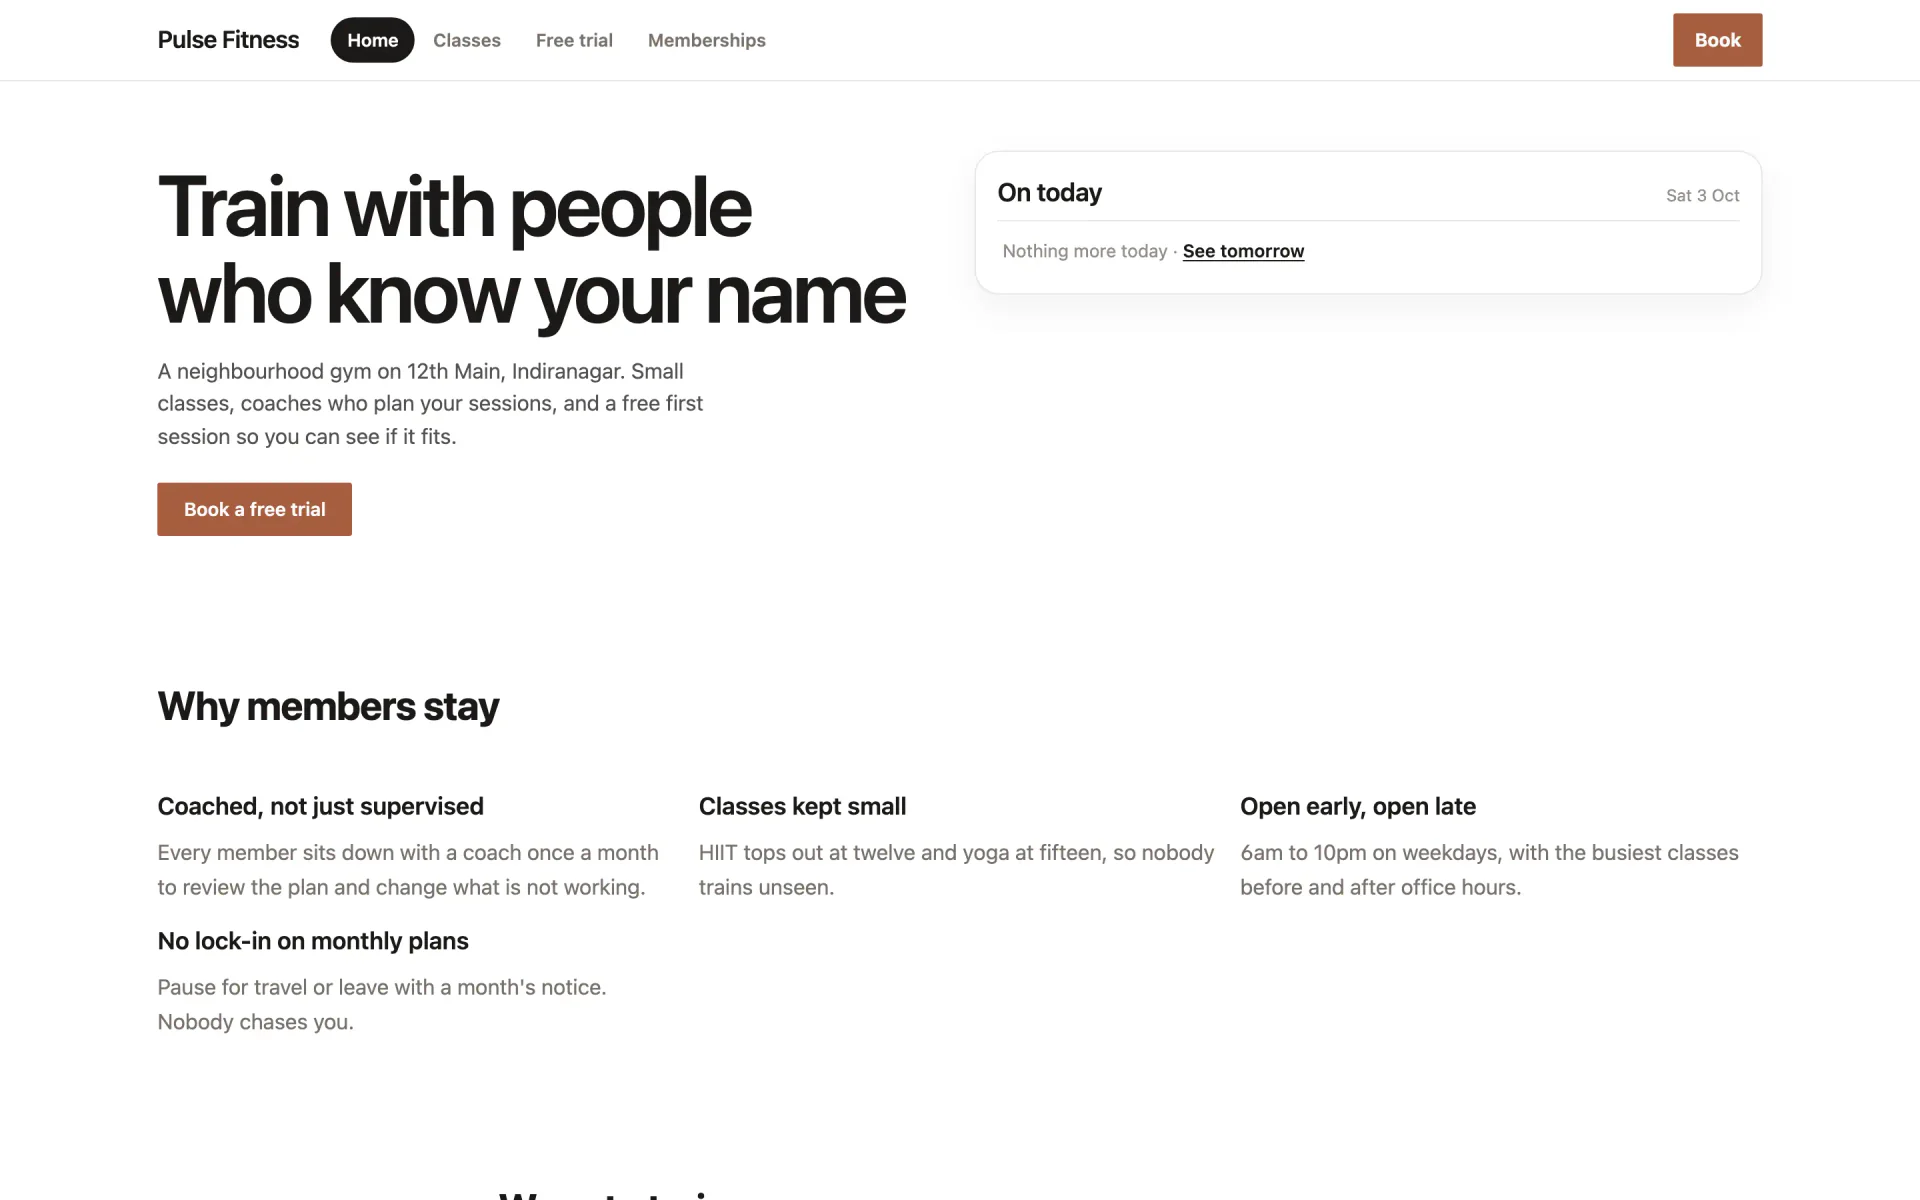 Pulse Fitness
Home
Classes
Free trial
Memberships
Book
Train with people
who know your name
A neighbourhood gym on 12th Main, Indiranagar. Small
classes, coaches who plan your sessions, and a free first
session so you can see if it fits.
Book a free trial
On today
Sat 3 Oct
Nothing more today · See tomorrow
Why members stay
Coached, not just supervised
Every member sits down with a coach once a month
to review the plan and change what is not working.
Classes kept small
HIIT tops out at twelve and yoga at fifteen, so nobody
trains unseen.
Open early, open late
6am to 10pm on weekdays, with the busiest classes
before and after office hours.
No lock-in on monthly plans
Pause for travel or leave with a month's notice.
Nobody chases you.